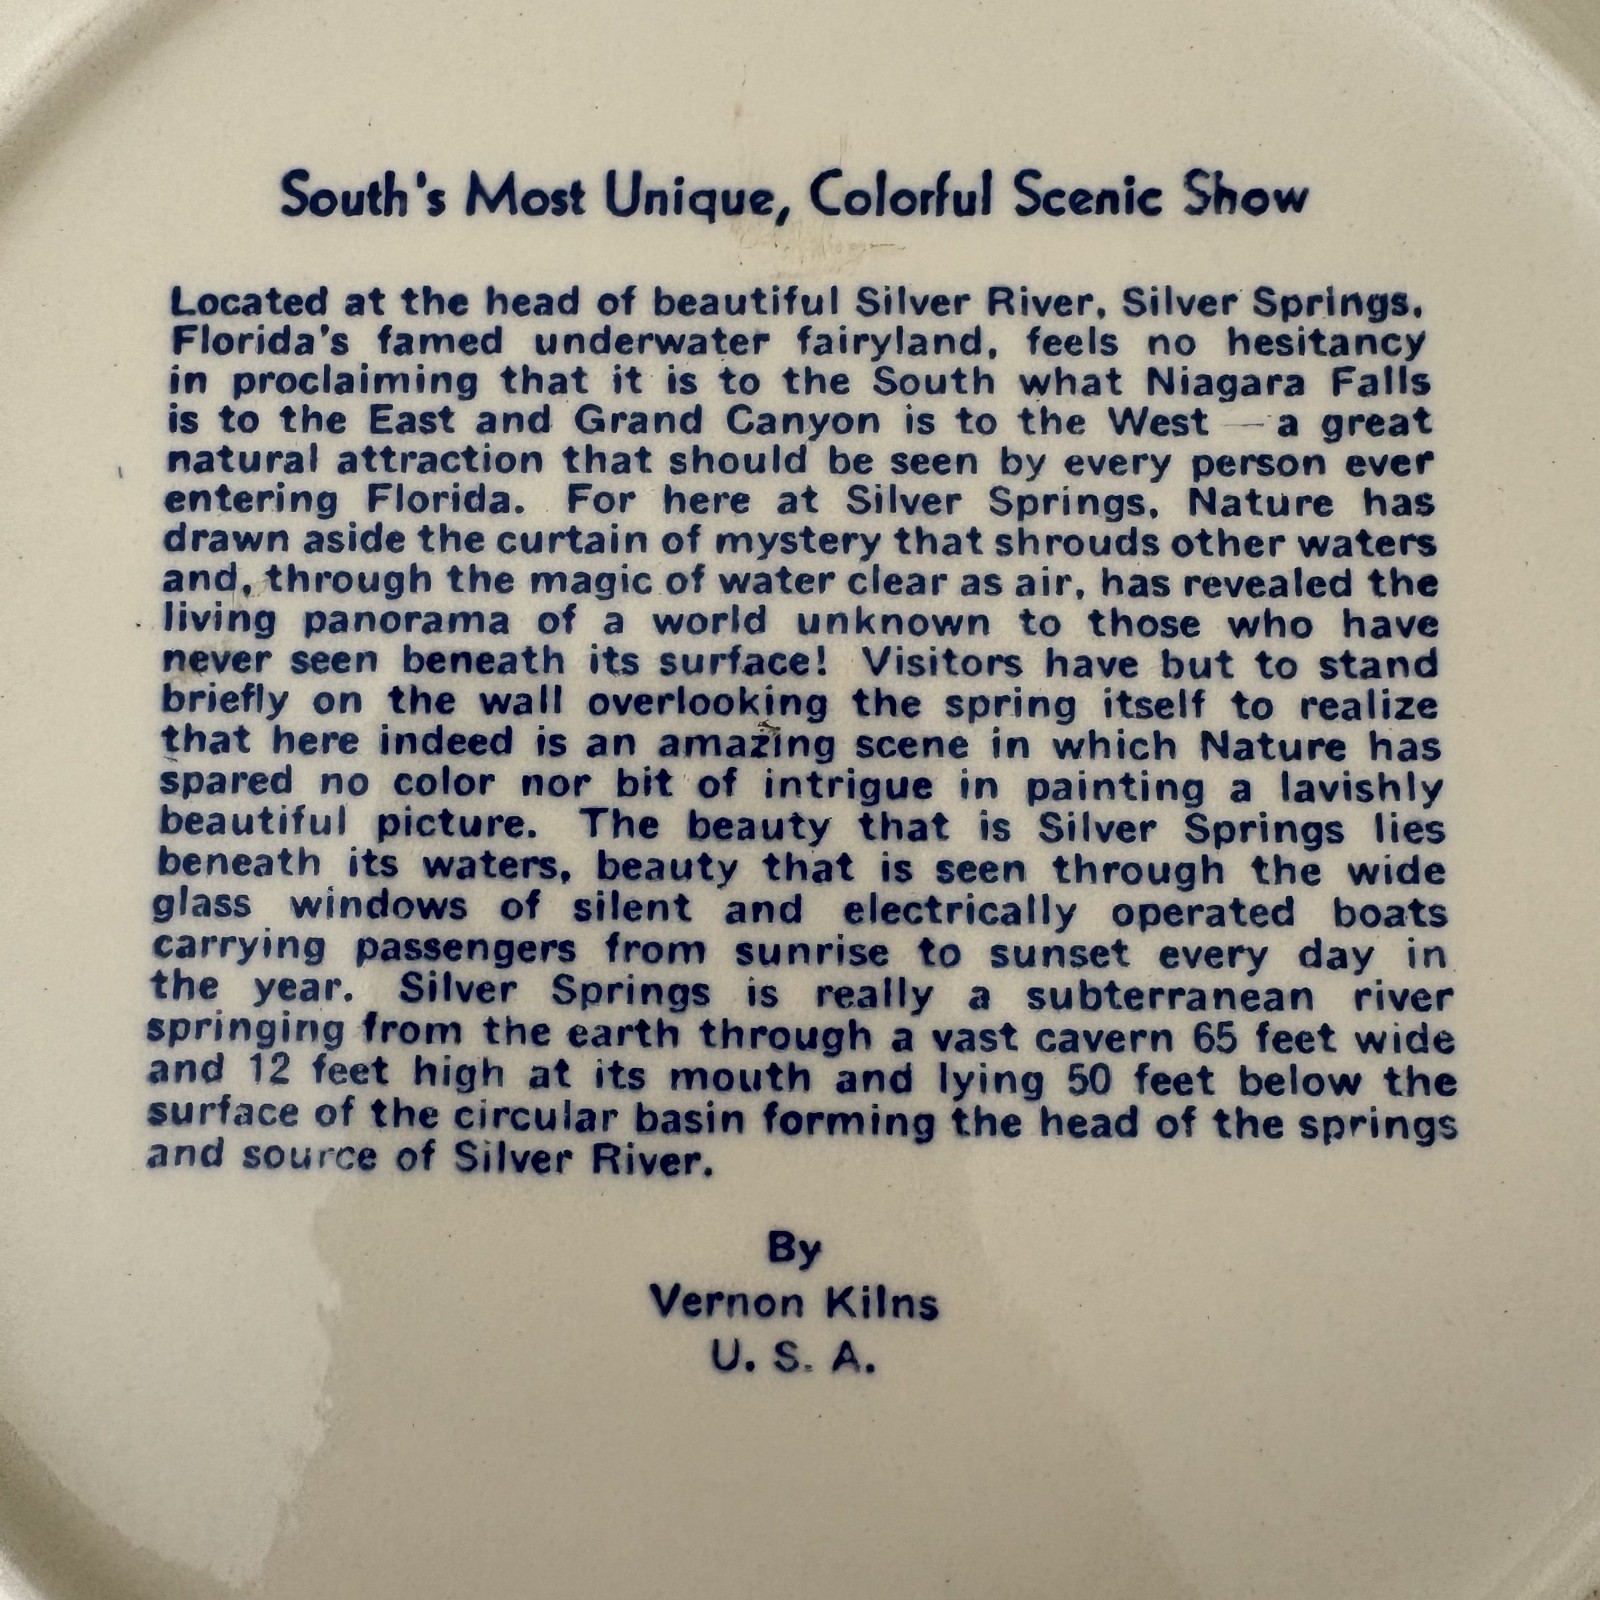 South's Most Unique, Colorful Scenic Show
Located at the head of beautiful Silver River, Silver Springs,
Florida's famed underwater fairyland, feels no hesitancy
in proclaiming that it is to the South what Niagara Falls
is to the East and Grand Canyon is to the West — a great
natural attraction that should be seen by every person ever
entering Florida. For here at Silver Springs, Nature has
drawn aside the curtain of mystery that shrouds other waters
and, through the magic of water clear as air, has revealed the
living panorama of a world unknown to those who have
never seen beneath its surface! Visitors have but to stand
briefly on the wall overlooking the spring itself to realize
that here indeed is an amazing scene in which Nature has
spared no color nor bit of intrigue in painting a lavishly
beautiful picture. The beauty that is Silver Springs lies
beneath its waters, beauty that is seen through the wide
glass windows of silent and electrically operated boats
carrying passengers from sunrise to sunset every day in
the year. Silver Springs is really a subterranean river
springing from the earth through a vast cavern 65 feet wide
and 12 feet high at its mouth and lying 50 feet below the
surface of the circular basin forming the head of the springs
and source of Silver River.
By
Vernon Kilns
U. S. A.